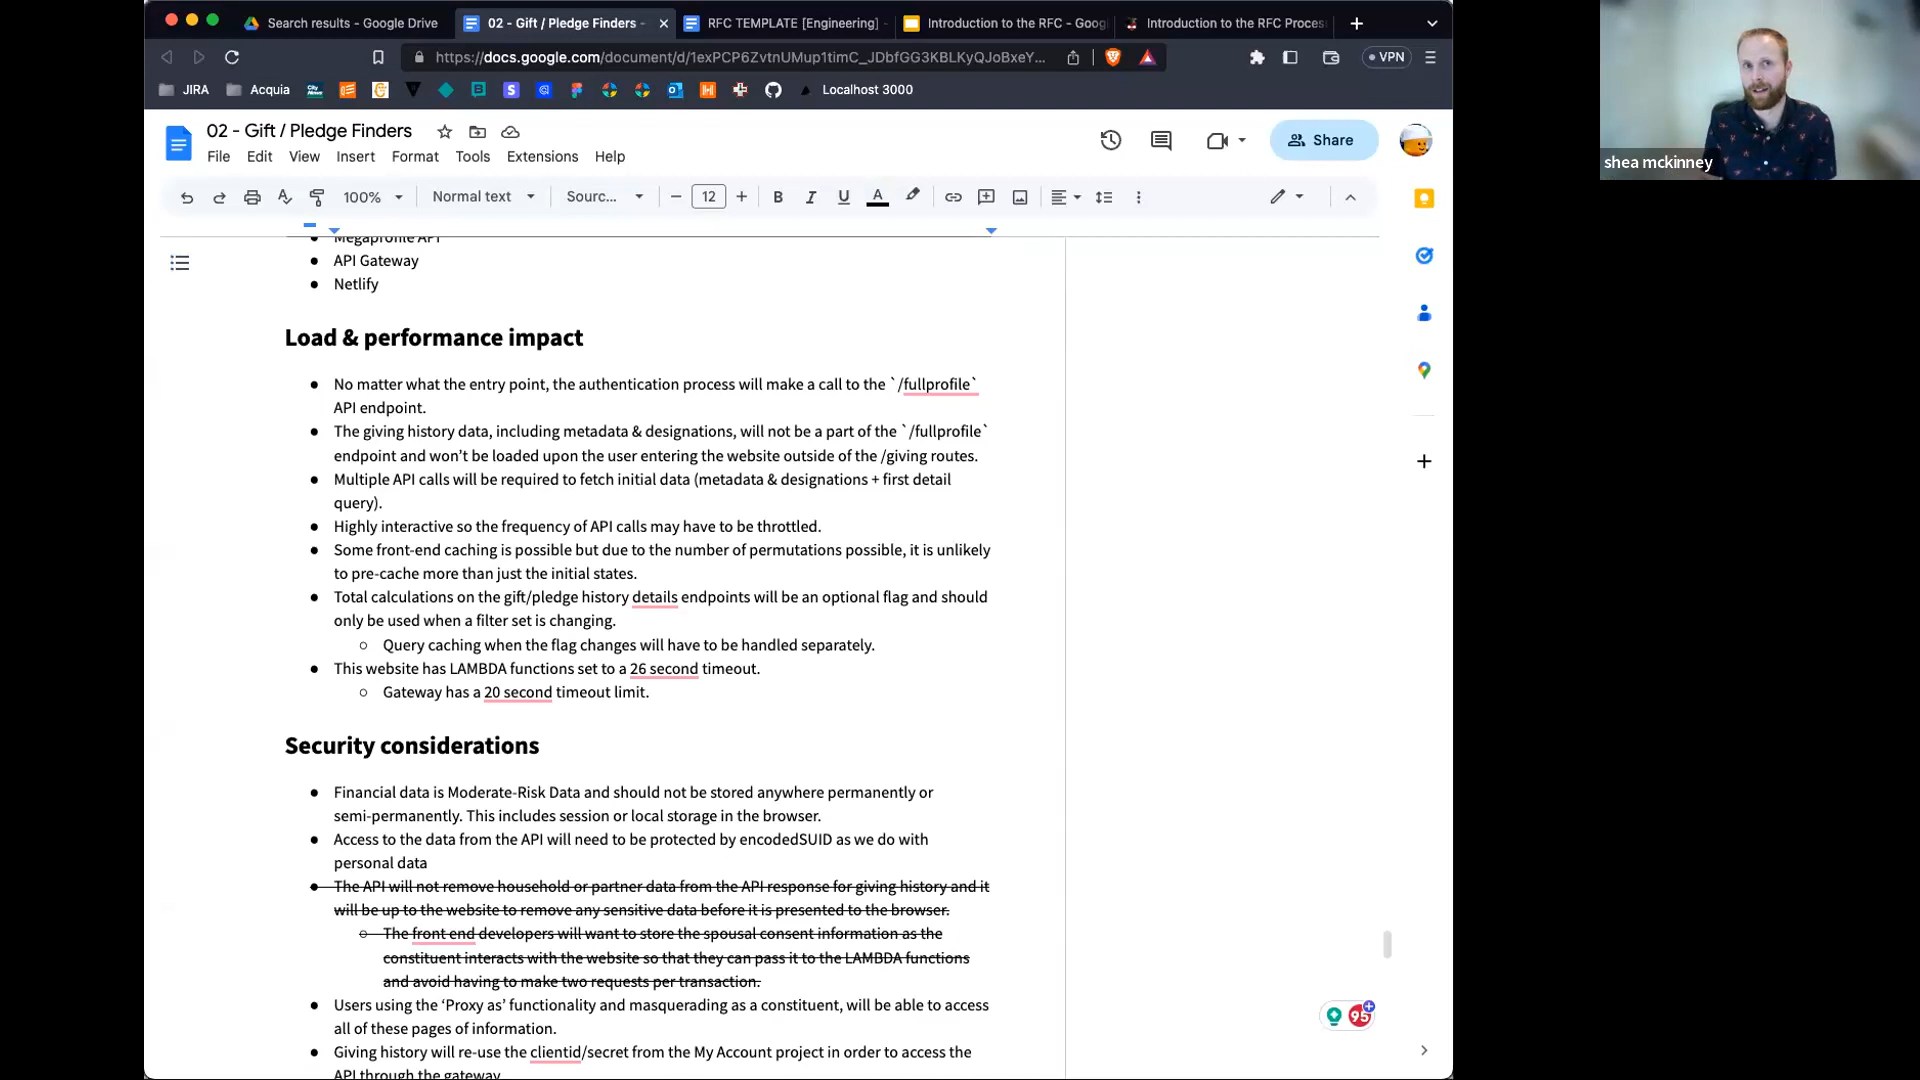 Search results – Google Drive
02 - Gift / Pledge Finders -
RFC TEMPLATE [Engineering] -
Introduction to the RFC - Goog
Introduction to the RFC Proces
https://docs.google.com/document/d/1exPCP6ZvtnUMup1timC_JDbfGG3KBLKyQJoBxeY...
VPN
JIRA
Acquia
Localhost 3000
02 - Gift / Pledge Finders
Share
File Edit View Insert Format Tools Extensions Help
100% Normal text Sourc... 12 B I U A
Megaprofile API
API Gateway
Netlify
Load & performance impact
No matter what the entry point, the authentication process will make a call to the `/fullprofile`
API endpoint.
The giving history data, including metadata & designations, will not be a part of the `/fullprofile`
endpoint and won't be loaded upon the user entering the website outside of the /giving routes.
Multiple API calls will be required to fetch initial data (metadata & designations + first detail
query).
Highly interactive so the frequency of API calls may have to be throttled.
Some front-end caching is possible but due to the number of permutations possible, it is unlikely
to pre-cache more than just the initial states.
Total calculations on the gift/pledge history details endpoints will be an optional flag and should
only be used when a filter set is changing.
Query caching when the flag changes will have to be handled separately.
This website has LAMBDA functions set to a 26 second timeout.
Gateway has a 20 second timeout limit.
Security considerations
Financial data is Moderate-Risk Data and should not be stored anywhere permanently or
semi-permanently. This includes session or local storage in the browser.
Access to the data from the API will need to be protected by encodedSUID as we do with
personal data
The API will not remove household or partner data from the API response for giving history and it
will be up to the website to remove any sensitive data before it is presented to the browser.
The front end developers will want to store the spousal consent information as the
constituent interacts with the website so that they can pass it to the LAMBDA functions
and avoid having to make two requests per transaction.
Users using the ‘Proxy as’ functionality and masquerading as a constituent, will be able to access
all of these pages of information.
Giving history will re-use the clientid/secret from the My Account project in order to access the
API through the gateway.
95
shea mckinney